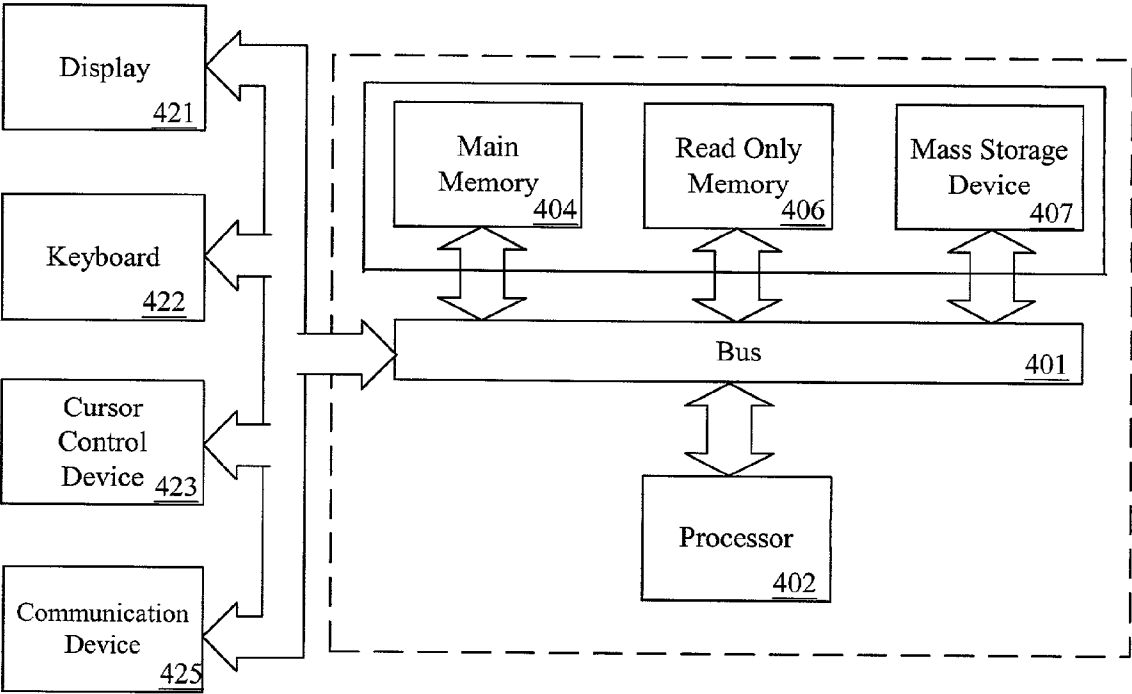 Display
421
Keyboard
422
Cursor
Control
Device
423
Communication
Device
425
Main
Memory
404
Read Only
Memory
406
Mass Storage
Device
407
Bus
401
Processor
402